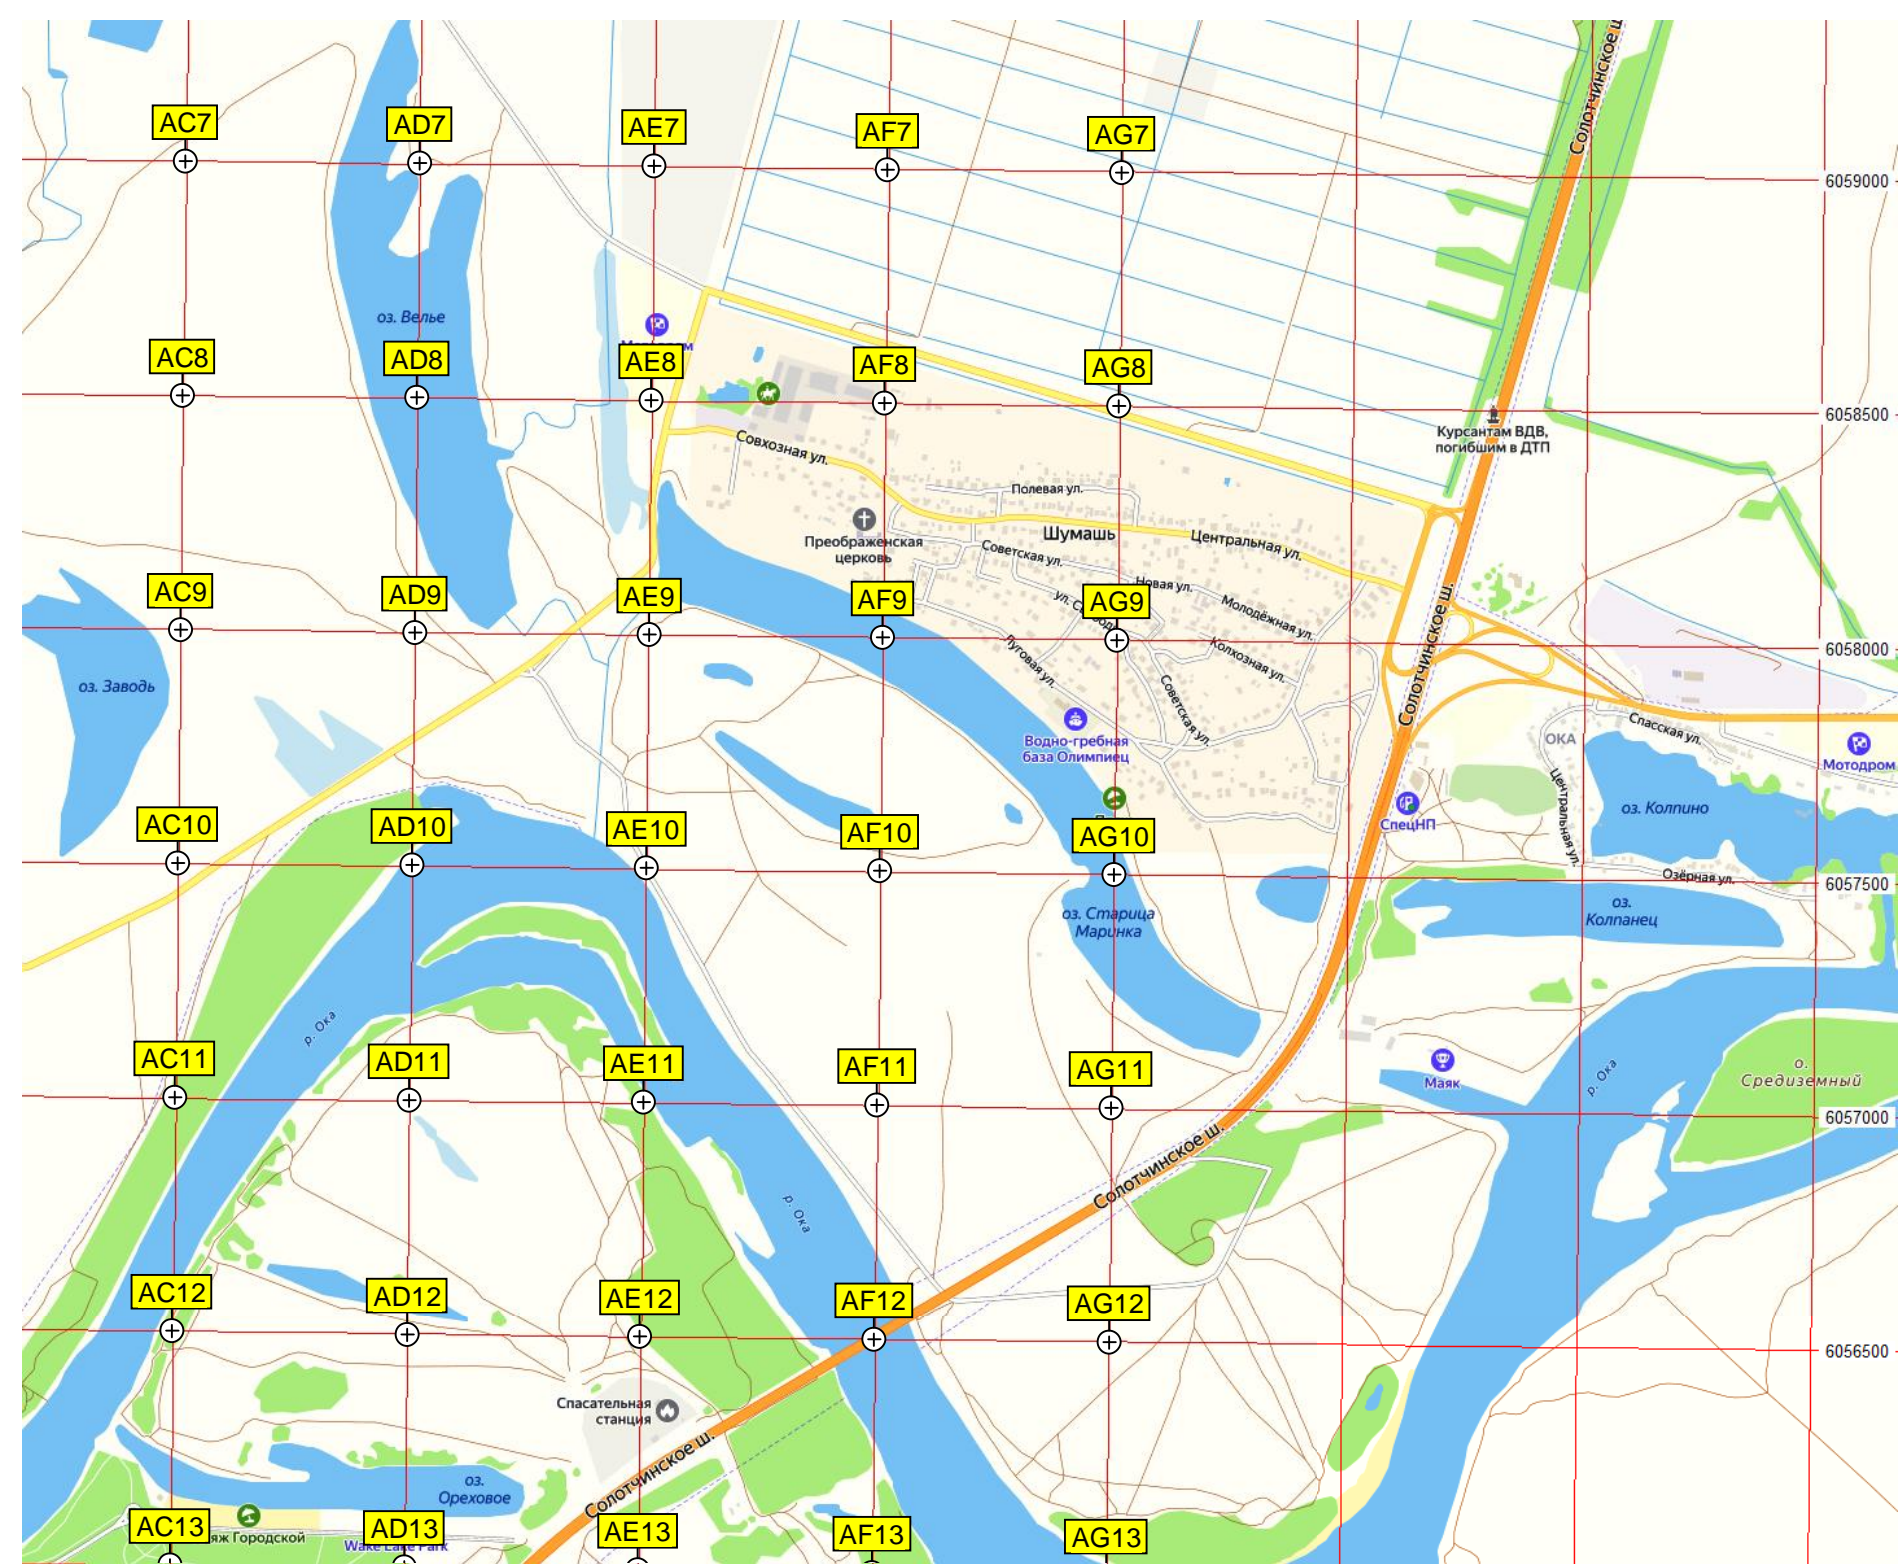 Солотчинское ш.
AC7
AD7
AE7
AF7
AG7
6059000
оз. Велье
AC8
AD8
AE8
AF8
AG8
6058500
Курсантам ВДВ,
погибшим в ДТП
Совхозная ул.
Полевая ул.
Преображенская
церковь
Шумашь
Центральная ул.
Советская ул.
Новая ул.
Молодёжная ул.
AC9
AD9
AE9
AF9
AG9
Солотчинское ш.
6058000
Луговая ул.
Колхозная ул.
Советская ул.
оз. Заводь
Водно-гребная
база Олимпиец
Спасская ул.
ОКА
Мотодром
Центральная ул.
оз. Колпино
СпецНП
AC10
AD10
AE10
AF10
AG10
Озёрная ул.
6057500
оз. Старица
Маринка
оз.
Колпанец
р. Ока
AC11
AD11
AE11
AF11
AG11
Маяк
р. Ока
о.
Средиземный
6057000
Солотчинское ш.
р. Ока
AC12
AD12
AE12
AF12
AG12
6056500
Спасательная
станция
Солотчинское ш.
оз.
Ореховое
AC13
яж Городской
AD13
Wake Lake Park
AE13
AF13
AG13